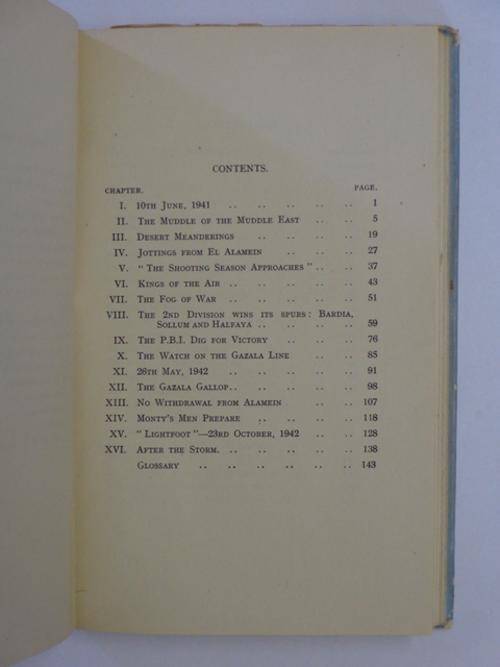 CONTENTS.
CHAPTER. PAGE.
I. 10TH JUNE, 1941 .. .. .. .. .. 1
II. THE MUDDLE OF THE MUDDLE EAST .. .. 5
III. DESERT MEANDERINGS .. .. .. .. 19
IV. JOTTINGS FROM EL ALAMEIN .. .. .. 27
V. " THE SHOOTING SEASON APPROACHES " .. .. 37
VI. KINGS OF THE AIR .. .. .. .. .. 43
VII. THE FOG OF WAR .. .. .. .. .. 51
VIII. THE 2ND DIVISION WINS ITS SPURS : BARDIA,
SOLLUM AND HALFAYA .. .. .. .. 59
IX. THE P.B.I. DIG FOR VICTORY .. .. .. 76
X. THE WATCH ON THE GAZALA LINE .. .. 85
XI. 26TH MAY, 1942 .. .. .. .. .. 91
XII. THE GAZALA GALLOP .. .. .. .. .. 98
XIII. NO WITHDRAWAL FROM ALAMEIN .. .. 107
XIV. MONTY'S MEN PREPARE .. .. .. .. 118
XV. " LIGHTFOOT "—23RD OCTOBER, 1942 .. .. 128
XVI. AFTER THE STORM .. .. .. .. .. 138
GLOSSARY .. .. .. .. .. .. 143